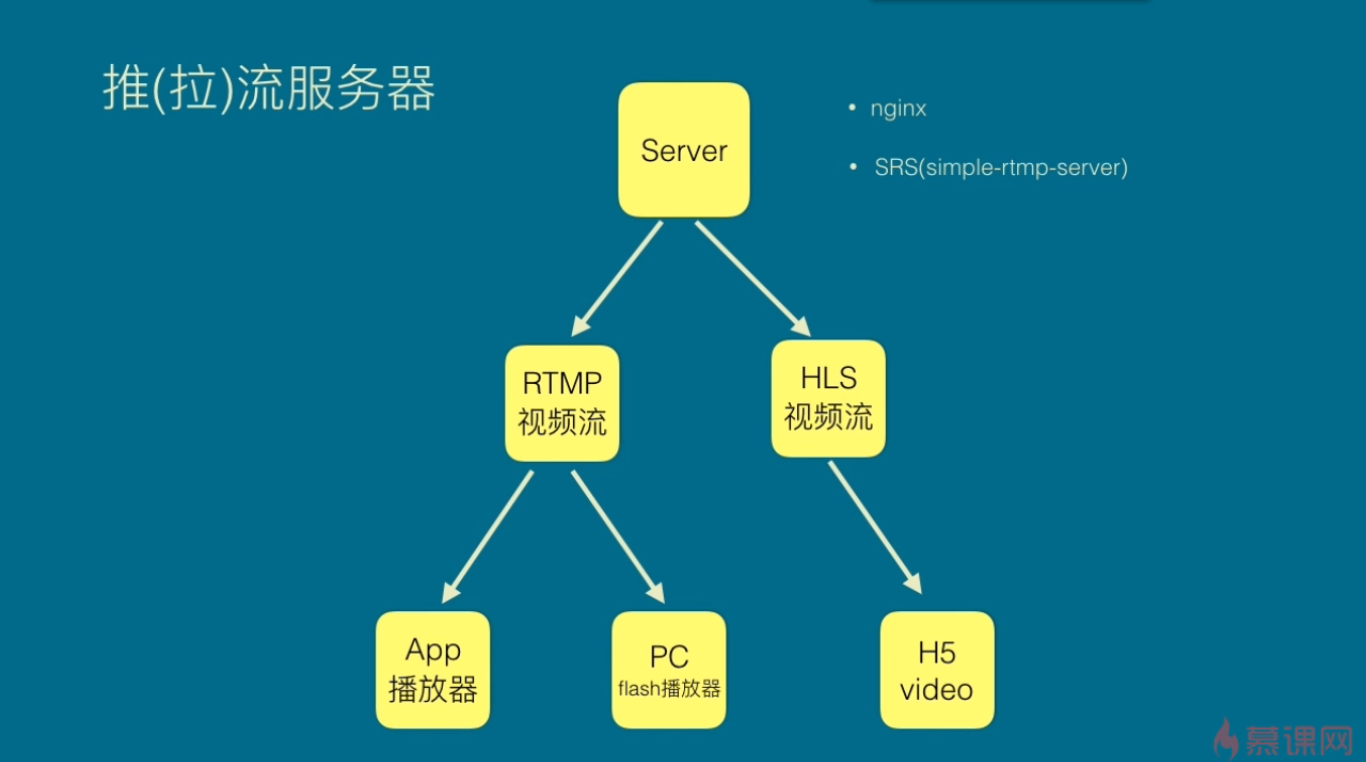 推(拉)流服务器
Server
• nginx
• SRS(simple-rtmp-server)
RTMP
视频流
HLS
视频流
App
播放器
PC
flash播放器
H5
video
慕课网